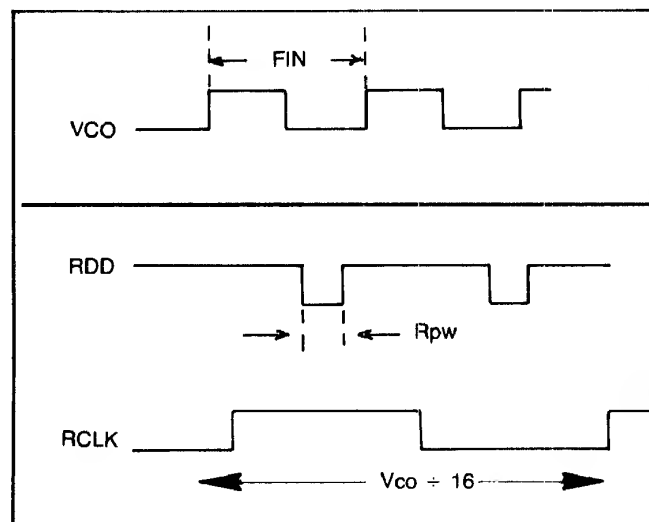 FIN
VCO
RDD
Rpw
RCLK
Vco ÷ 16